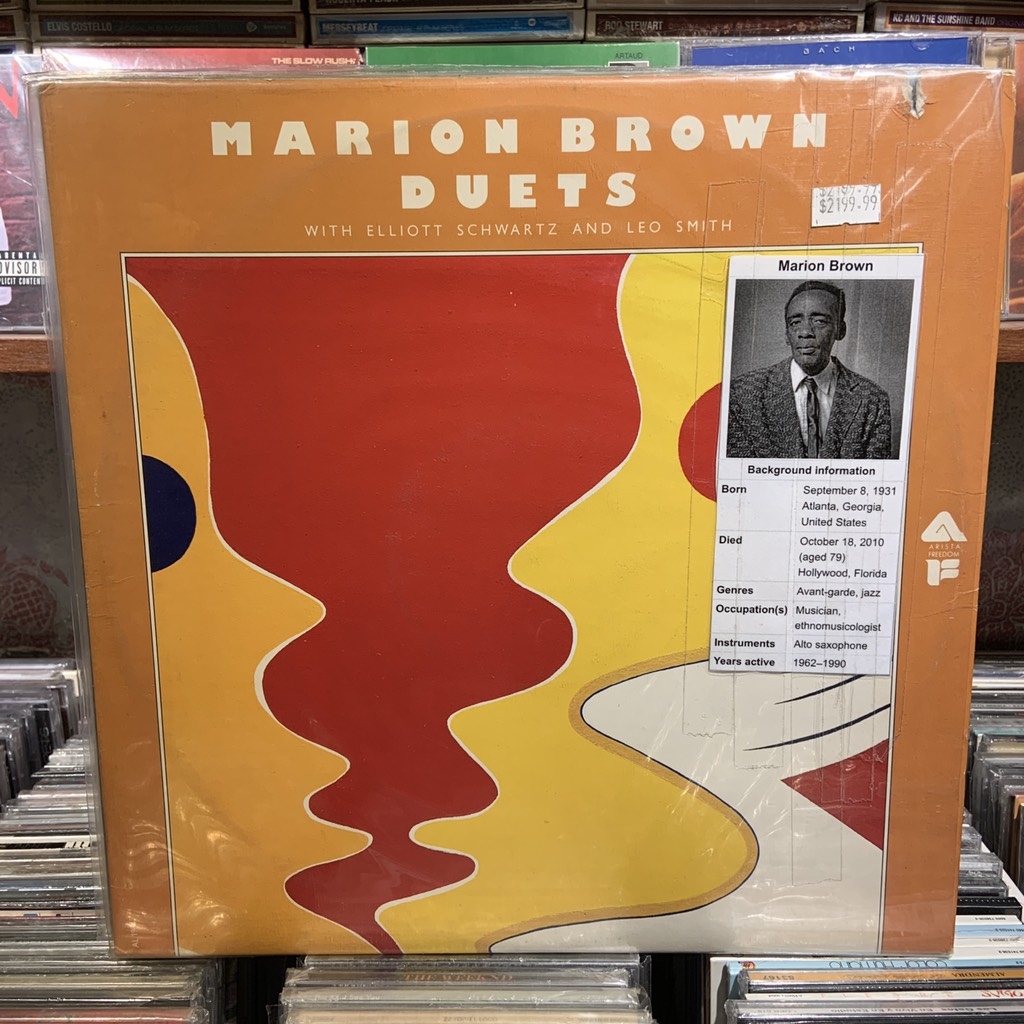 ELVIS COSTELLO
MERSEYBEAT
ROD STEWART
KC AND THE SUNSHINE BAND
THE SLOW RUSH
ARTAUD
BACH
MARION BROWN
DUETS
WITH ELLIOTT SCHWARTZ AND LEO SMITH
$2199.99
$2199.99
Marion Brown
Background information
Born September 8, 1931
Atlanta, Georgia,
United States
Died October 18, 2010
(aged 79)
Hollywood, Florida
Genres Avant-garde, jazz
Occupation(s) Musician,
ethnomusicologist
Instruments Alto saxophone
Years active 1962–1990
ARISTA
FREEDOM
F
ALMENDRA